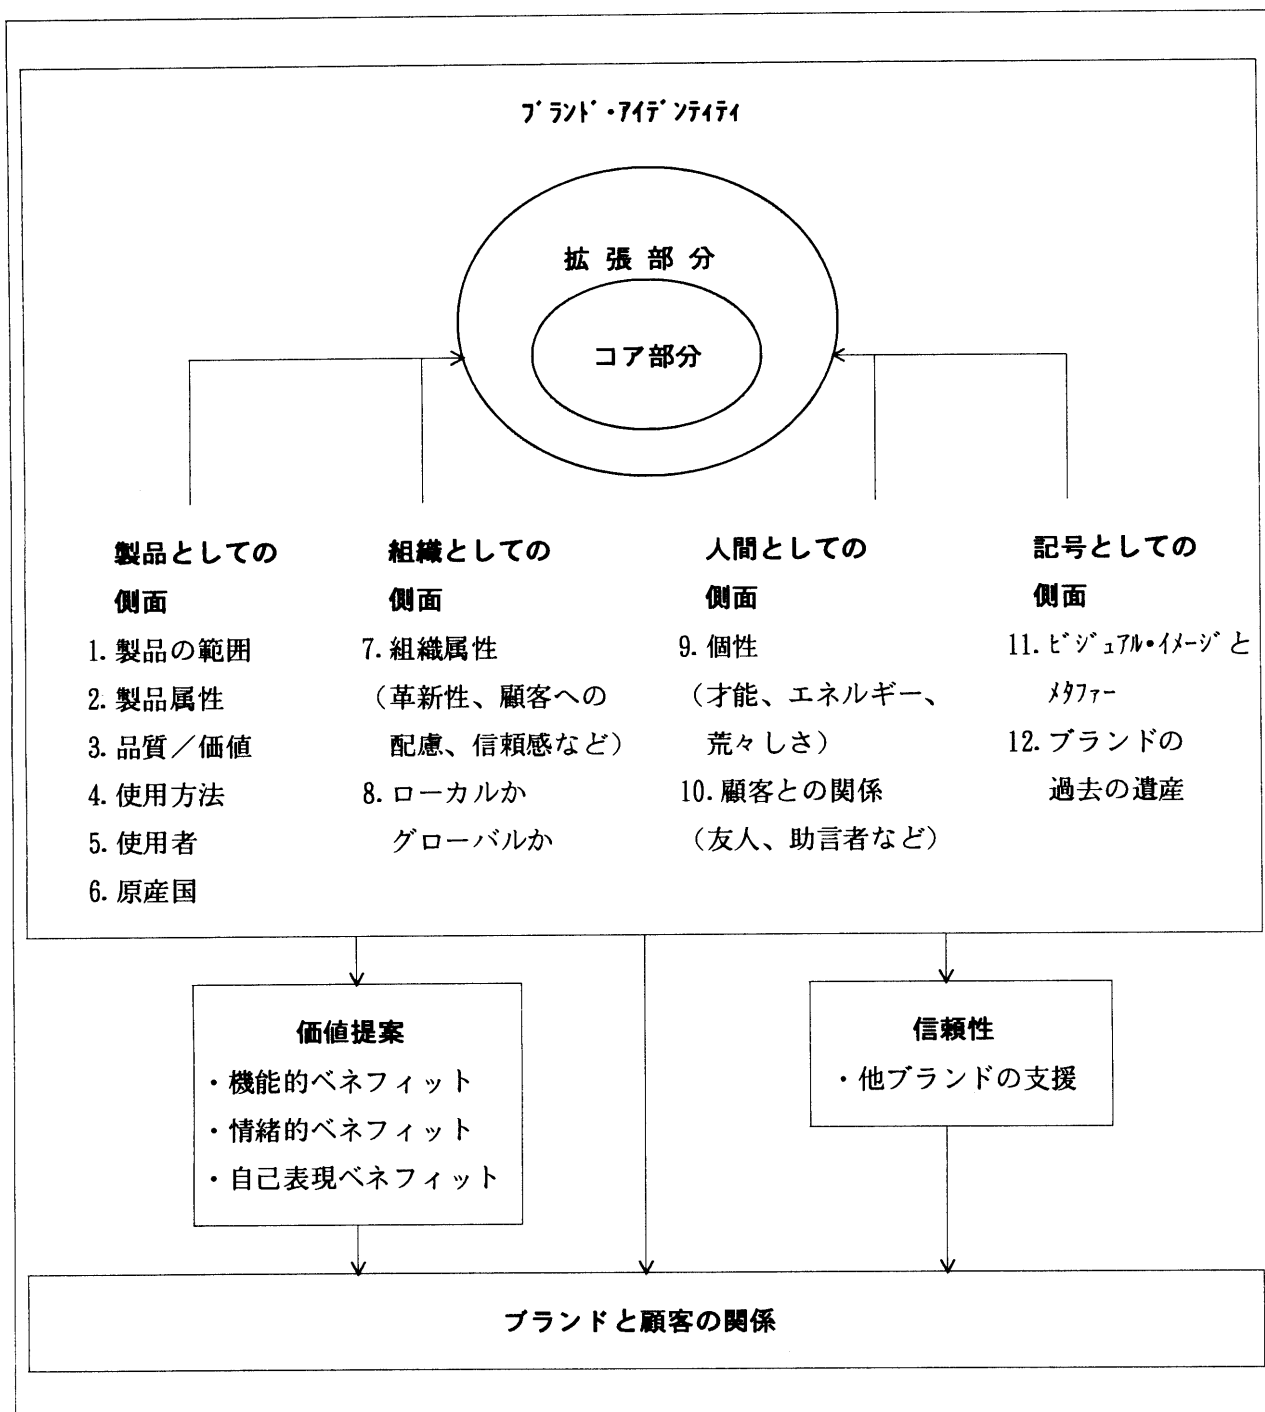 ﾌﾞﾗﾝﾄﾞ・ｱｲﾃﾞﾝﾃｨﾃｨ
拡張部分
コア部分
製品としての
側面
1. 製品の範囲
2. 製品属性
3. 品質／価値
4. 使用方法
5. 使用者
6. 原産国
組織としての
側面
7. 組織属性
（革新性、顧客への
配慮、信頼感など）
8. ローカルか
グローバルか
人間としての
側面
9. 個性
（才能、エネルギー、
荒々しさ）
10. 顧客との関係
（友人、助言者など）
記号としての
側面
11. ﾋﾞｼﾞｭｱﾙ・ｲﾒｰｼﾞと
ﾒﾀﾌｧｰ
12. ブランドの
過去の遺産
価値提案
・機能的ベネフィット
・情緒的ベネフィット
・自己表現ベネフィット
信頼性
・他ブランドの支援
ブランドと顧客の関係